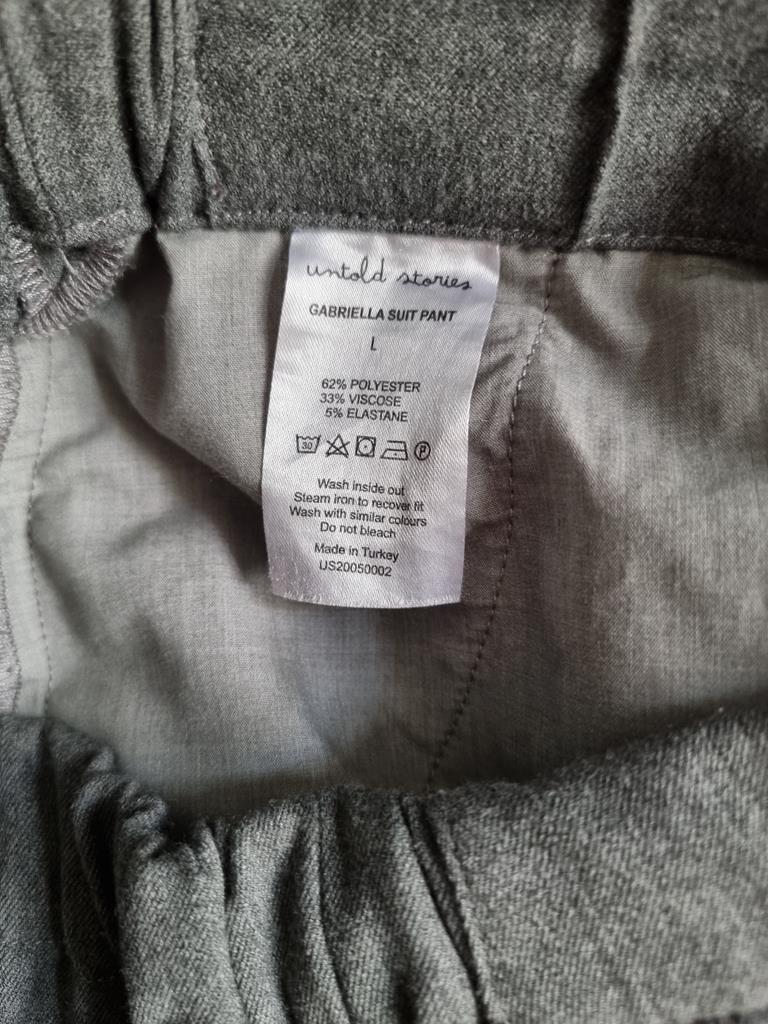 untold stories
GABRIELLA SUIT PANT
L
62% POLYESTER
33% VISCOSE
5% ELASTANE
30 P
Wash inside out
Steam iron to recover fit
Wash with similar colours
Do not bleach
Made in Turkey
US20050002